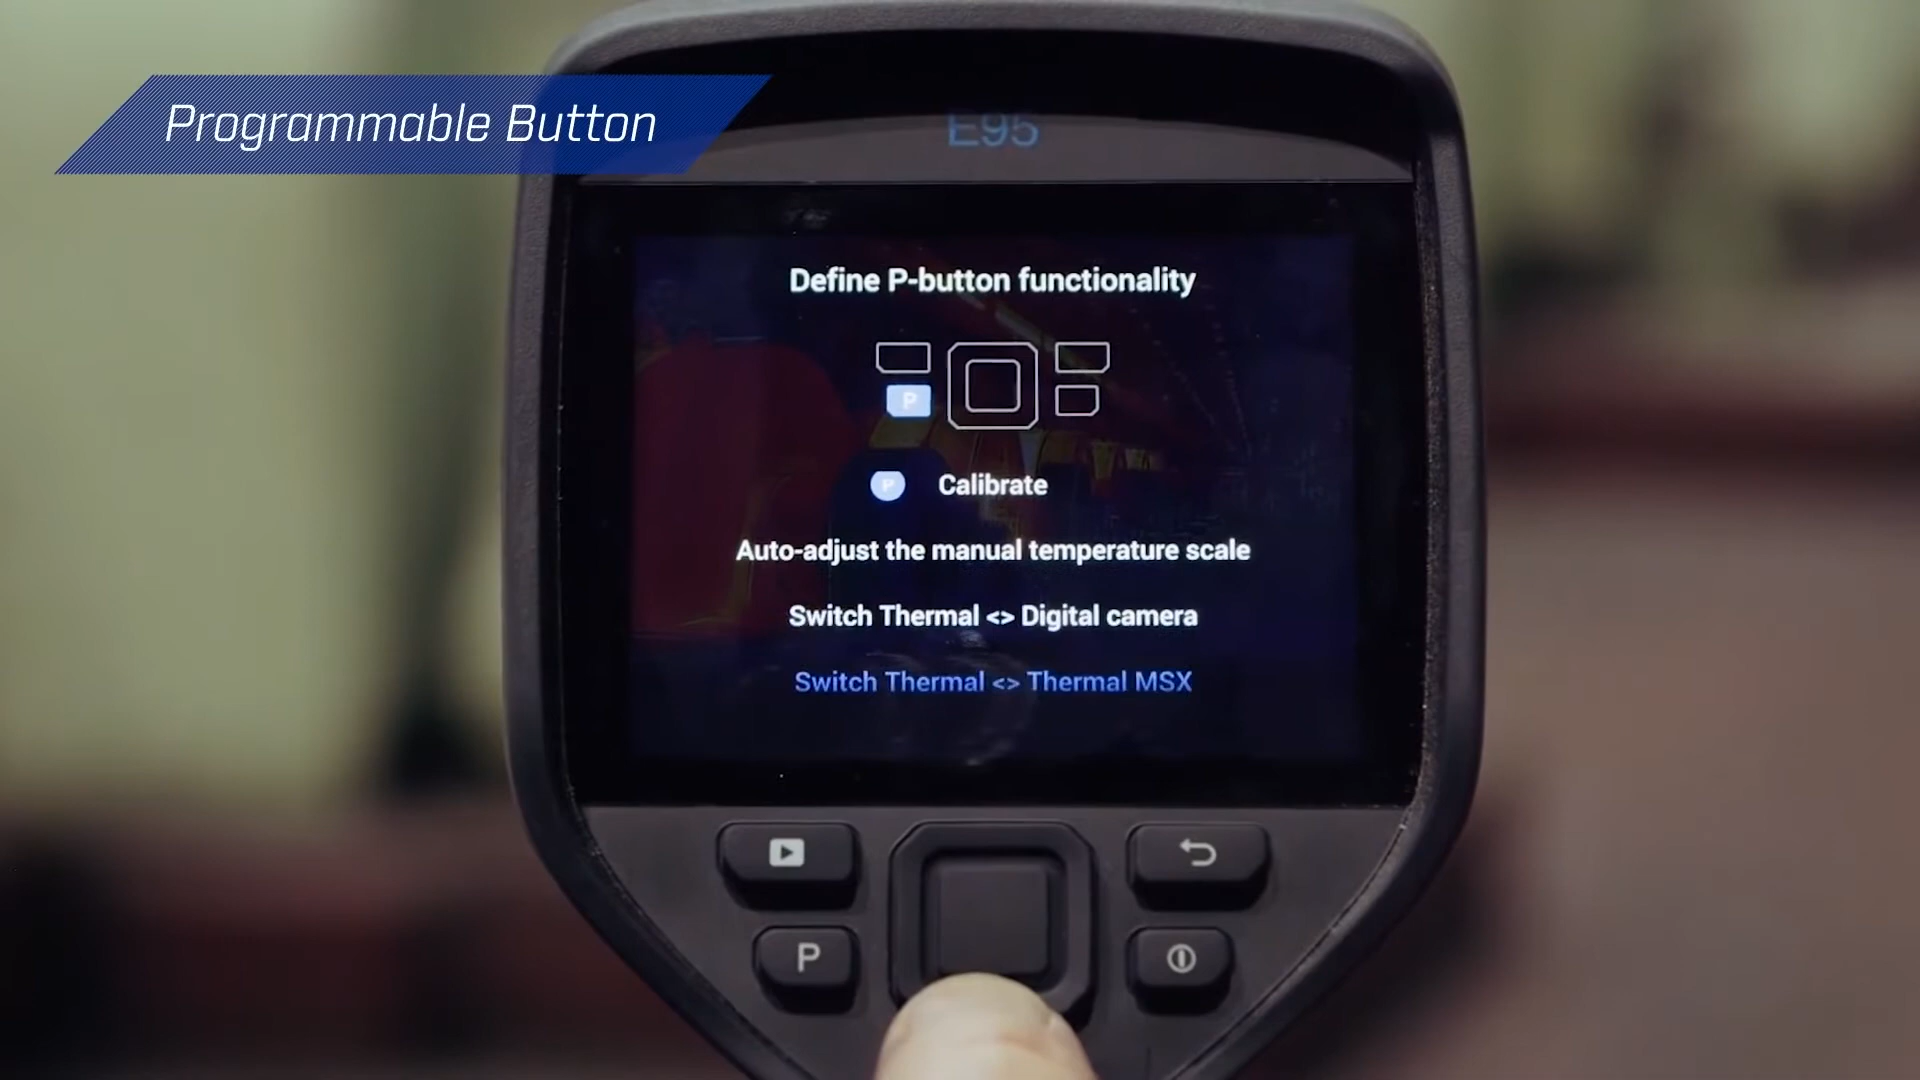 Programmable Button
E95
Define P-button functionality
P
P Calibrate
Auto-adjust the manual temperature scale
Switch Thermal <> Digital camera
Switch Thermal <> Thermal MSX
P